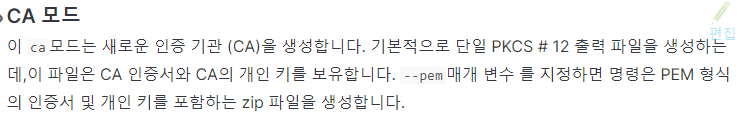 CA 모드
편집
이 ca 모드는 새로운 인증 기관 (CA)을 생성합니다. 기본적으로 단일 PKCS # 12 출력 파일을 생성하는
데,이 파일은 CA 인증서와 CA의 개인 키를 보유합니다. --pem 매개 변수 를 지정하면 명령은 PEM 형식
의 인증서 및 개인 키를 포함하는 zip 파일을 생성합니다.